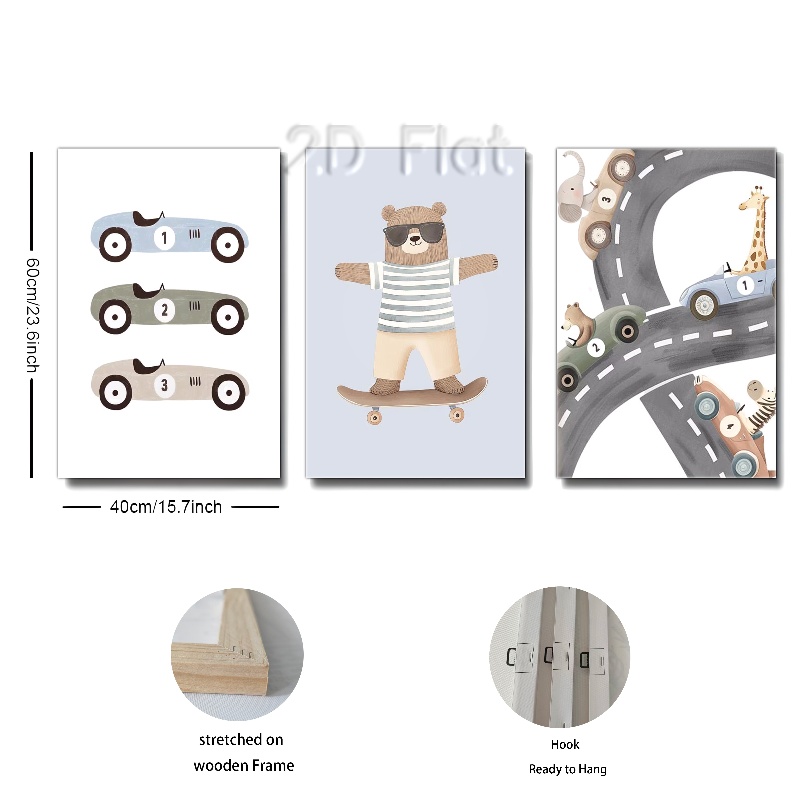 2.D Flat.
60cm/23.6inch
1
2
3
3
1
2
4
40cm/15.7inch
stretched on
wooden Frame
Hook
Ready to Hang